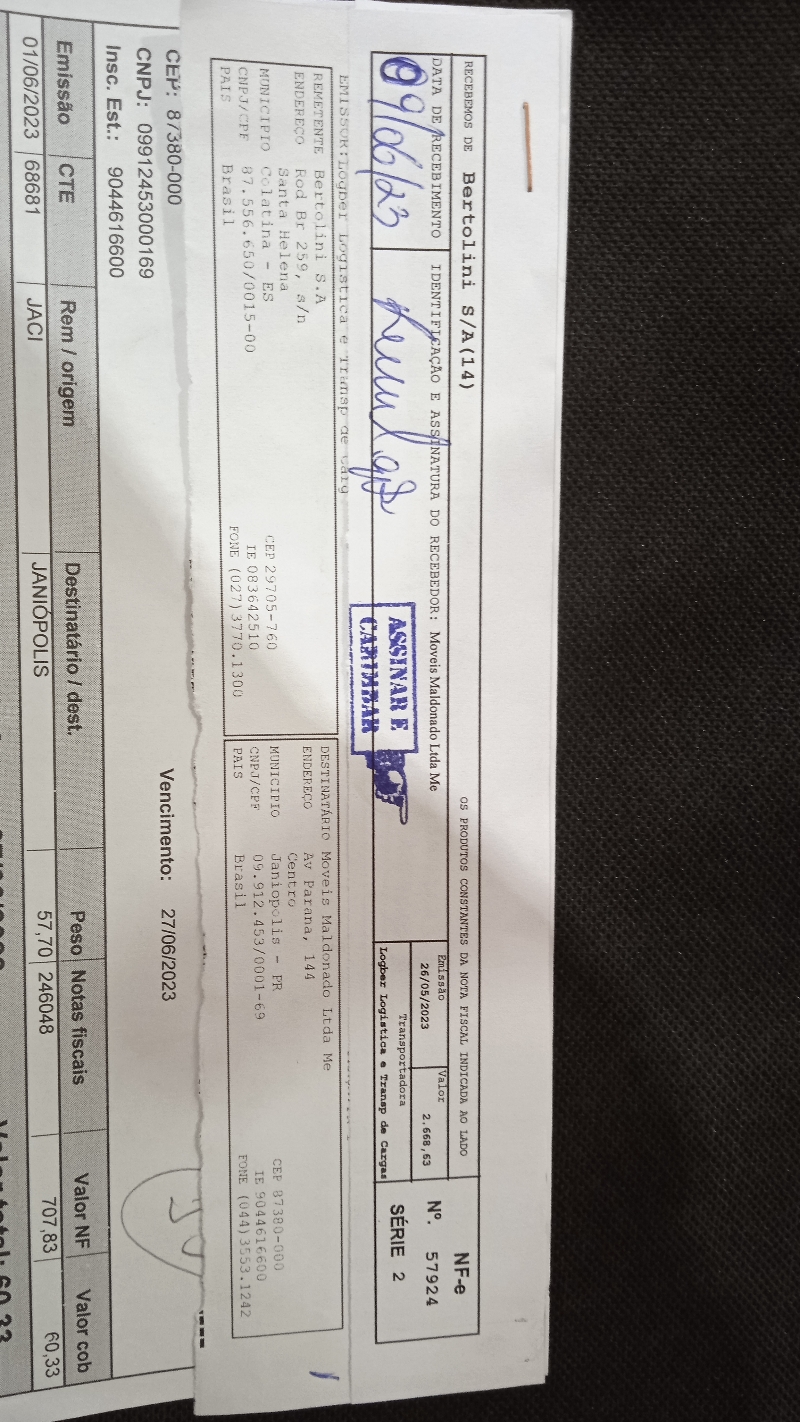 RECEBEMOS DE Bertolini S/A(14) OS PRODUTOS CONSTANTES DA NOTA FISCAL INDICADA AO LADO
DATA DE RECEBIMENTO IDENTIFICAÇÃO E ASSINATURA DO RECEBEDOR: Moveis Maldonado Ltda Me
09/06/23
ASSINAR E
CARIMBAR
Emissão Valor
26/05/2023 2.668,63
Transportadora
Logber Logistica e Transp de Cargas
NF-e
Nº. 57924
SÉRIE 2
EMISSOR:Logber Logistica e Transp de Carg
REMETENTE Bertolini S.A
ENDEREÇO Rod Br 259, s/n
Santa Helena CEP 29705-760
MUNICIPIO Colatina - ES IE 083642510
CNPJ/CPF 87.556.650/0015-00 FONE (027)3770.1300
PAIS Brasil
DESTINATÁRIO Moveis Maldonado Ltda Me
ENDEREÇO Av Parana, 144
Centro CEP 87380-000
MUNICIPIO Janiopolis - PR IE 9044616600
CNPJ/CPF 09.912.453/0001-69 FONE (044)3553.1242
PAIS Brasil
CEP: 87380-000
CNPJ: 09912453000169 Vencimento: 27/06/2023
Insc. Est.: 9044616600
Emissão CTE Rem / origem Destinatário / dest. Peso Notas fiscais Valor NF Valor cob
01/06/2023 68681 JACI JANIÓPOLIS 57,70 246048 707,83 60,33
Valor total: 60,33